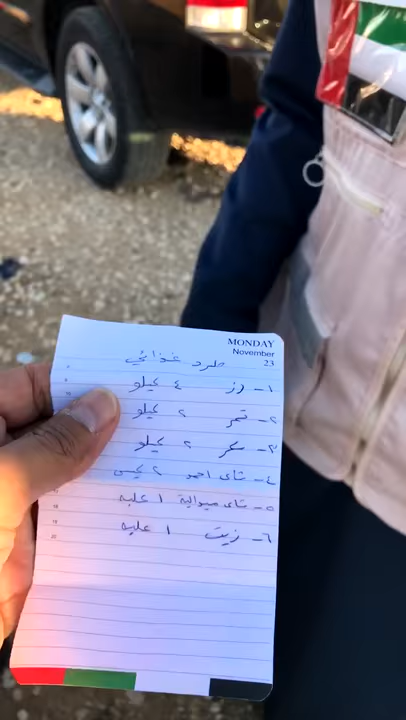 MONDAY
November
23
طرد غذائي
١- رز ٤ كيلو
٢- تمر ٢ كيلو
٣- سكر ٢ كيلو
٤- شاي احمر ٢ كيس
٥- شاي ١ علبه
٦- زيت ١ علبه